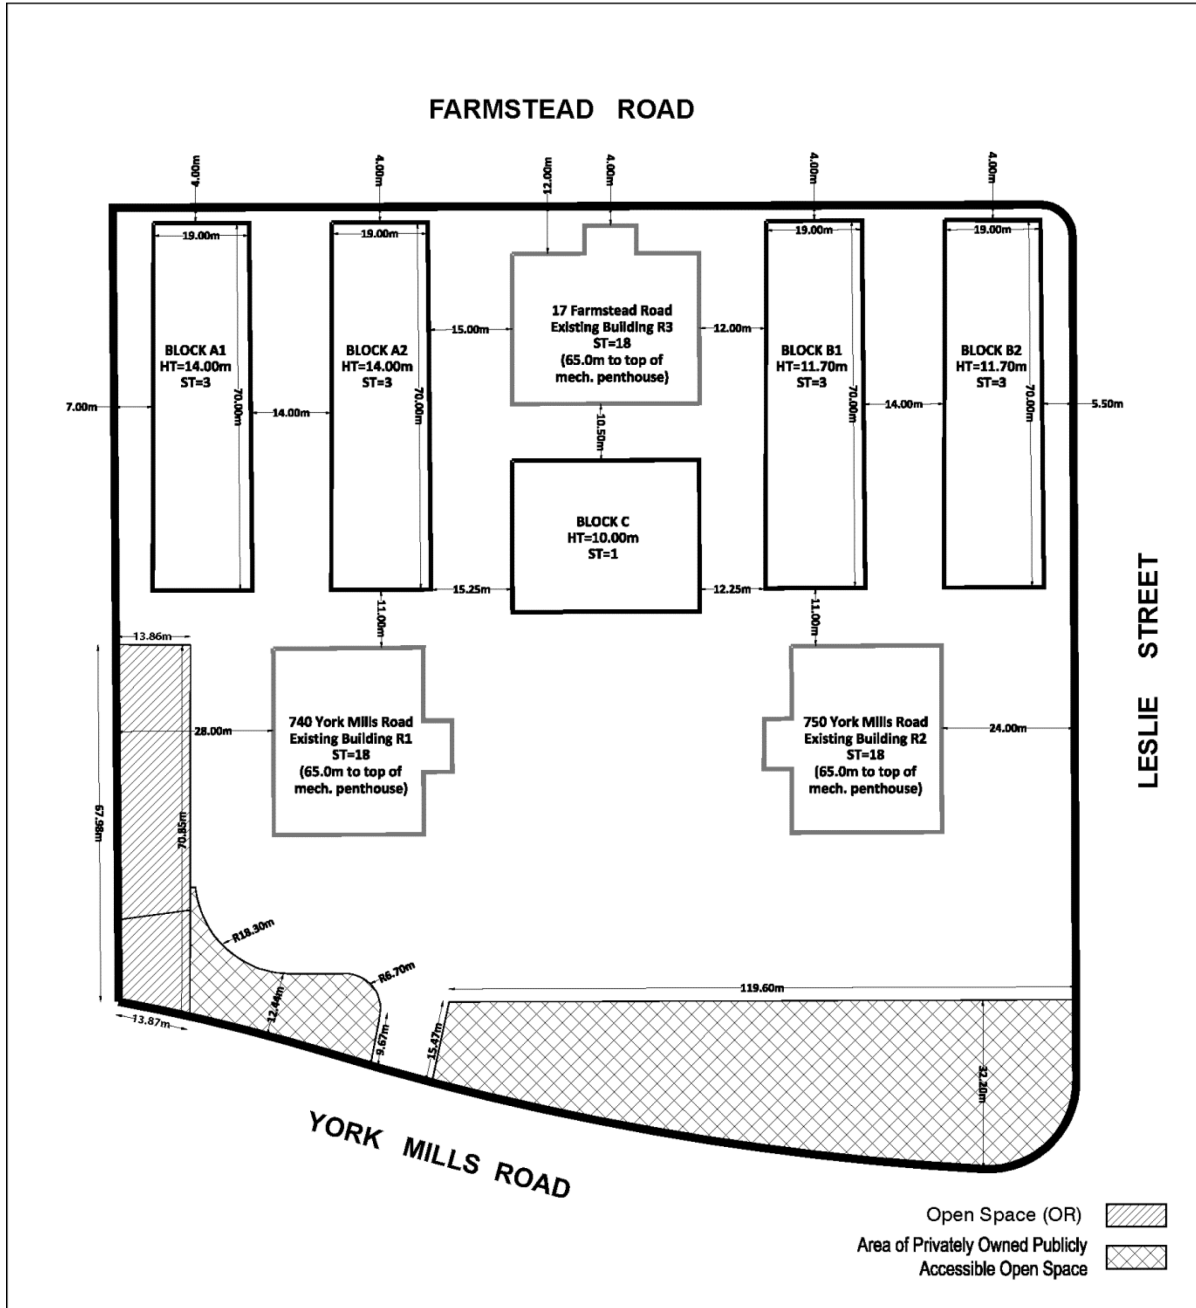 FARMSTEAD ROAD
4.00m
4.00m
12.00m
4.00m
4.00m
4.00m
19.00m
19.00m
19.00m
19.00m
17 Farmstead Road
Existing Building R3
ST=18
(65.0m to top of
mech. penthouse)
15.00m
12.00m
BLOCK A1
HT=14.00m
ST=3
70.00m
BLOCK A2
HT=14.00m
ST=3
70.00m
BLOCK B1
HT=11.70m
ST=3
70.00m
BLOCK B2
HT=11.70m
ST=3
70.00m
7.00m
14.00m
10.50m
14.00m
5.50m
BLOCK C
HT=10.00m
ST=1
15.25m
12.25m
11.00m
11.00m
LESLIE STREET
13.86m
28.00m
740 York Mills Road
Existing Building R1
ST=18
(65.0m to top of
mech. penthouse)
750 York Mills Road
Existing Building R2
ST=18
(65.0m to top of
mech. penthouse)
24.00m
67.98m
70.85m
R18.30m
R6.70m
12.44m
9.67m
13.87m
15.47m
119.60m
32.20m
YORK MILLS ROAD
Open Space (OR)
Area of Privately Owned Publicly
Accessible Open Space